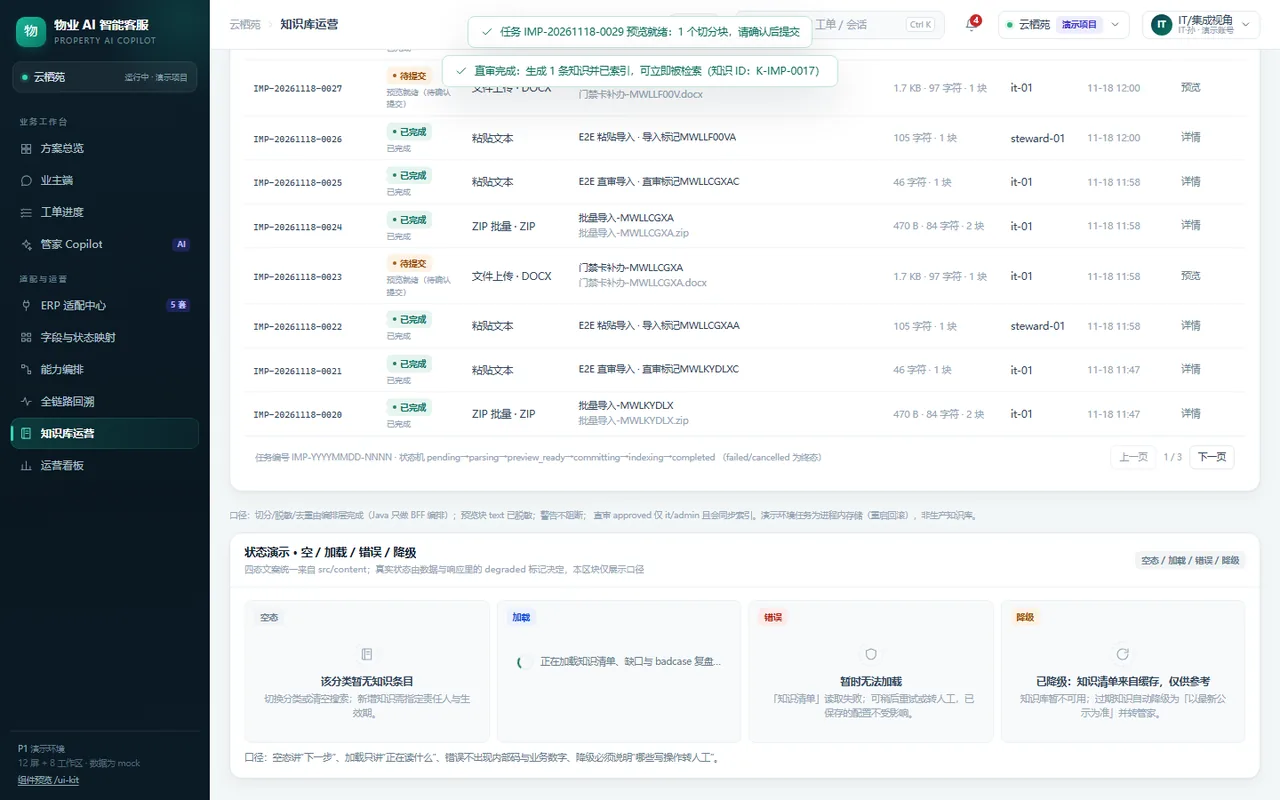 物
物业 AI 智能客服
PROPERTY AI COPILOT
云栖苑
运行中 · 演示项目
业务工作台
方案总览
业主端
工单进度
管家 Copilot
AI
适配与运营
ERP 适配中心
5 套
字段与状态映射
能力编排
全链路回溯
知识库运营
运营看板
P1 演示环境
12 屏 + 8 工作区 · 数据为 mock
组件预览 /ui-kit
云栖苑
知识库运营
工单 / 会话
Ctrl K
4
云栖苑
演示项目
IT
IT/集成视角
IT-孙 · 演示账号
任务 IMP-20261118-0029 预览就绪：1 个切分块，请确认后提交
直审完成：生成 1 条知识并已索引，可立即被检索（知识 ID：K-IMP-0017）
IMP-20261118-0027
待提交
预览就绪（待确认提交）
文件上传 · DOCX
门禁卡补办-MWLLF00V.docx
1.7 KB · 97 字符 · 1 块
it-01
11-18 12:00
预览
IMP-20261118-0026
已完成
已完成
粘贴文本
E2E 粘贴导入 · 导入标记MWLLF00VA
105 字符 · 1 块
steward-01
11-18 12:00
详情
IMP-20261118-0025
已完成
已完成
粘贴文本
E2E 直审导入 · 直审标记MWLLCGXAC
46 字符 · 1 块
it-01
11-18 11:58
详情
IMP-20261118-0024
已完成
已完成
ZIP 批量 · ZIP
批量导入-MWLLCGXA
批量导入-MWLLCGXA.zip
470 B · 84 字符 · 2 块
it-01
11-18 11:58
详情
IMP-20261118-0023
待提交
预览就绪（待确认提交）
文件上传 · DOCX
门禁卡补办-MWLLCGXA
门禁卡补办-MWLLCGXA.docx
1.7 KB · 97 字符 · 1 块
it-01
11-18 11:58
预览
IMP-20261118-0022
已完成
已完成
粘贴文本
E2E 粘贴导入 · 导入标记MWLLCGXAA
105 字符 · 1 块
steward-01
11-18 11:58
详情
IMP-20261118-0021
已完成
已完成
粘贴文本
E2E 直审导入 · 直审标记MWLKYDLXC
46 字符 · 1 块
it-01
11-18 11:47
详情
IMP-20261118-0020
已完成
已完成
ZIP 批量 · ZIP
批量导入-MWLKYDLX
批量导入-MWLKYDLX.zip
470 B · 84 字符 · 2 块
it-01
11-18 11:47
详情
任务编号 IMP-YYYYMMDD-NNNN · 状态机 pending→parsing→preview_ready→committing→indexing→completed （failed/cancelled 为终态）
上一页
1 / 3
下一页
口径：切分/脱敏/去重由编排层完成（Java 只做 BFF 编排）；预览块 text 已脱敏；警告不阻断； 直审 approved 仅 it/admin 且会同步索引。演示环境任务为进程内存储（重启回滚），非生产知识库。
状态演示 · 空 / 加载 / 错误 / 降级
四态文案统一来自 src/content；真实状态由数据与响应里的 degraded 标记决定，本区块仅展示口径
空态 / 加载 / 错误 / 降级
空态
该分类暂无知识条目
切换分类或清空搜索；新增知识需指定责任人与生
效期。
加载
正在加载知识清单、缺口与 badcase 复盘...
错误
暂时无法加载
「知识清单」读取失败；可稍后重试或转人工，已
保存的配置不受影响。
降级
已降级：知识清单来自缓存，仅供参考
知识库暂不可用；过期知识自动降级为「以最新公
示为准」并转管家。
口径：空态讲“下一步”、加载只讲“正在读什么”、错误不出现内部码与业务数字、降级必须说明“哪些写操作转人工”。